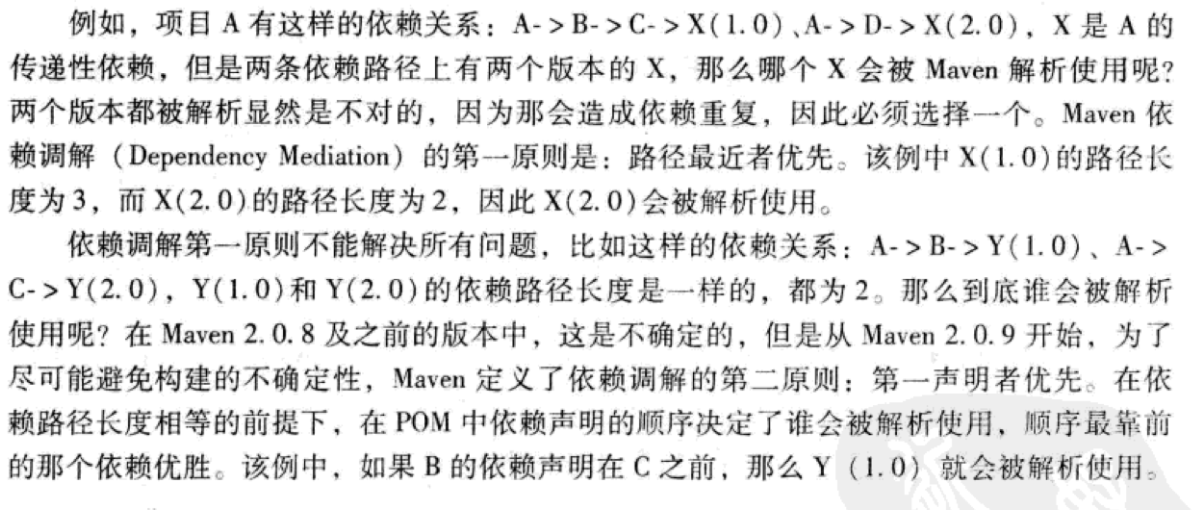 例如，项目 A 有这样的依赖关系：A->B->C->X(1.0)、A->D->X(2.0)，X 是 A 的
传递性依赖，但是两条依赖路径上有两个版本的 X，那么哪个 X 会被 Maven 解析使用呢？
两个版本都被解析显然是不对的，因为那会造成依赖重复，因此必须选择一个。Maven 依
赖调解（Dependency Mediation）的第一原则是：路径最近者优先。该例中 X(1.0)的路径长
度为 3，而 X(2.0)的路径长度为 2，因此 X(2.0)会被解析使用。
依赖调解第一原则不能解决所有问题，比如这样的依赖关系：A->B->Y(1.0)、A->
C->Y(2.0)，Y(1.0)和 Y(2.0)的依赖路径长度是一样的，都为 2。那么到底谁会被解析
使用呢？在 Maven 2.0.8 及之前的版本中，这是不确定的，但是从 Maven 2.0.9 开始，为了
尽可能避免构建的不确定性，Maven 定义了依赖调解的第二原则：第一声明者优先。在依
赖路径长度相等的前提下，在 POM 中依赖声明的顺序决定了谁会被解析使用，顺序最靠前
的那个依赖优胜。该例中，如果 B 的依赖声明在 C 之前，那么 Y（1.0）就会被解析使用。